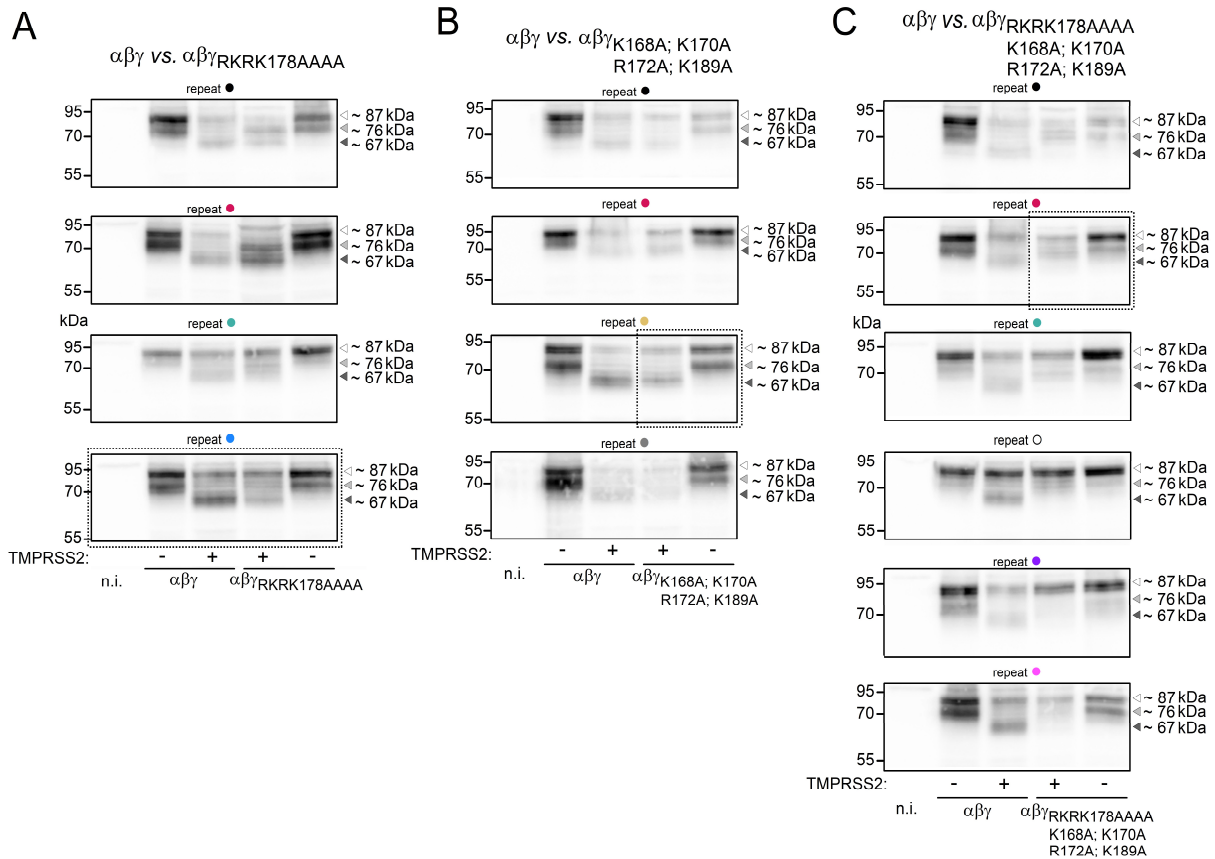 A
αβγ vs. αβγRKRK178AAAA
repeat
95
70
55
~ 87 kDa
~ 76 kDa
~ 67 kDa
repeat
95
70
55
~ 87 kDa
~ 76 kDa
~ 67 kDa
kDa
repeat
95
70
55
~ 87 kDa
~ 76 kDa
~ 67 kDa
repeat
95
70
55
~ 87 kDa
~ 76 kDa
~ 67 kDa
TMPRSS2: - + + -
n.i. αβγ αβγRKRK178AAAA
B
αβγ vs. αβγK168A; K170A
R172A; K189A
repeat
95
70
55
~ 87 kDa
~ 76 kDa
~ 67 kDa
repeat
95
70
55
~ 87 kDa
~ 76 kDa
~ 67 kDa
repeat
95
70
55
~ 87 kDa
~ 76 kDa
~ 67 kDa
repeat
95
70
55
~ 87 kDa
~ 76 kDa
~ 67 kDa
TMPRSS2: - + + -
n.i. αβγ αβγK168A; K170A
R172A; K189A
C
αβγ vs. αβγRKRK178AAAA
K168A; K170A
R172A; K189A
repeat
95
70
55
~ 87 kDa
~ 76 kDa
~ 67 kDa
repeat
95
70
55
~ 87 kDa
~ 76 kDa
~ 67 kDa
kDa
repeat
95
70
~ 87 kDa
~ 76 kDa
~ 67 kDa
repeat
95
70
55
~ 87 kDa
~ 76 kDa
~ 67 kDa
repeat
95
70
~ 87 kDa
~ 76 kDa
~ 67 kDa
repeat
95
70
55
~ 87 kDa
~ 76 kDa
~ 67 kDa
TMPRSS2: - + + -
n.i. αβγ αβγRKRK178AAAA
K168A; K170A
R172A; K189A